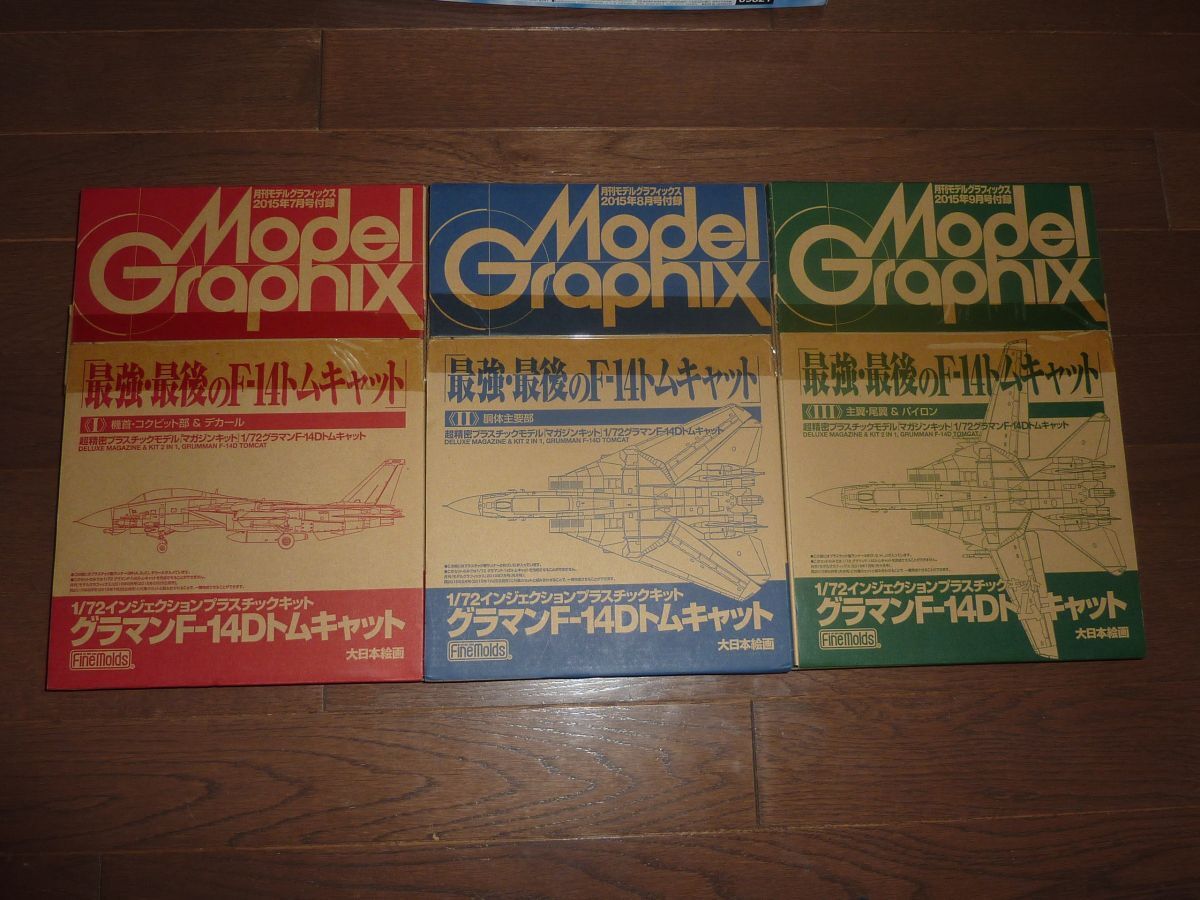 月刊モデルグラフィックス
2015年7月号付録
Model
Graphix
「最強・最後のF-14トムキャット」
《I》 機首・コクピット部 & デカール
超精密プラスチックモデル「マガジンキット」1/72グラマンF-14Dトムキャット
DELUXE MAGAZINE & KIT 2 IN 1, GRUMMAN F-14D TOMCAT
1/72インジェクションプラスチックキット
グラマンF-14Dトムキャット
FineMolds®
大日本絵画
月刊モデルグラフィックス
2015年8月号付録
Model
Graphix
「最強・最後のF-14トムキャット」
《II》 胴体主要部
超精密プラスチックモデル「マガジンキット」1/72グラマンF-14Dトムキャット
DELUXE MAGAZINE & KIT 2 IN 1, GRUMMAN F-14D TOMCAT
1/72インジェクションプラスチックキット
グラマンF-14Dトムキャット
FineMolds®
大日本絵画
月刊モデルグラフィックス
2015年9月号付録
Model
Graphix
「最強・最後のF-14トムキャット」
《III》 主翼・尾翼 & パイロン
超精密プラスチックモデル「マガジンキット」1/72グラマンF-14Dトムキャット
DELUXE MAGAZINE & KIT 2 IN 1, GRUMMAN F-14D TOMCAT
1/72インジェクションプラスチックキット
グラマンF-14Dトムキャット
FineMolds®
大日本絵画